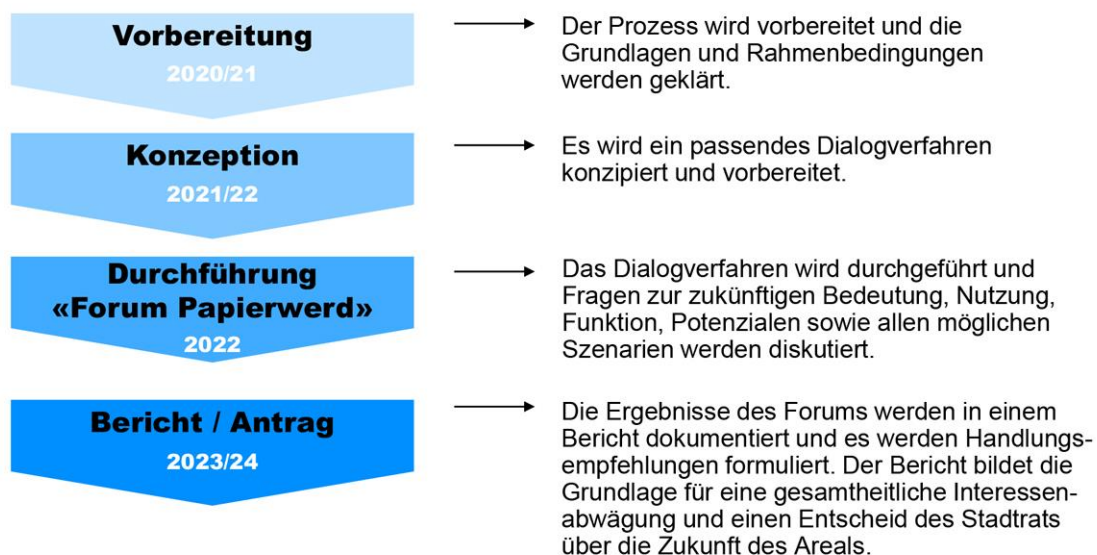 Vorbereitung
2020/21
Der Prozess wird vorbereitet und die
Grundlagen und Rahmenbedingungen
werden geklärt.
Konzeption
2021/22
Es wird ein passendes Dialogverfahren
konzipiert und vorbereitet.
Durchführung
«Forum Papierwerd»
2022
Das Dialogverfahren wird durchgeführt und
Fragen zur zukünftigen Bedeutung, Nutzung,
Funktion, Potenzialen sowie allen möglichen
Szenarien werden diskutiert.
Bericht / Antrag
2023/24
Die Ergebnisse des Forums werden in einem
Bericht dokumentiert und es werden Handlungs-
empfehlungen formuliert. Der Bericht bildet die
Grundlage für eine gesamtheitliche Interessen-
abwägung und einen Entscheid des Stadtrats
über die Zukunft des Areals.